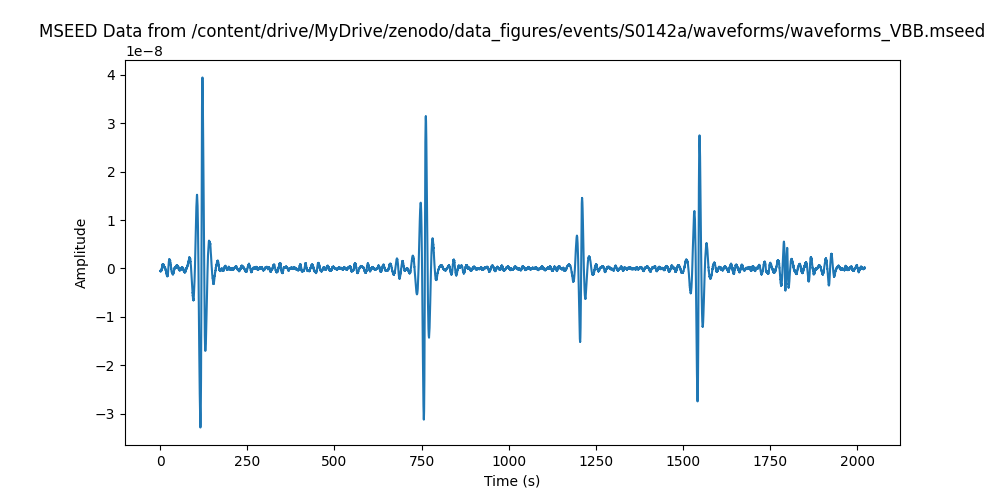 MSEED Data from /content/drive/MyDrive/zenodo/data_figures/events/S0142a/waveforms/waveforms_VBB.mseed
1e−8
4
3
2
1
0
−1
−2
−3
Amplitude
0 250 500 750 1000 1250 1500 1750 2000
Time (s)